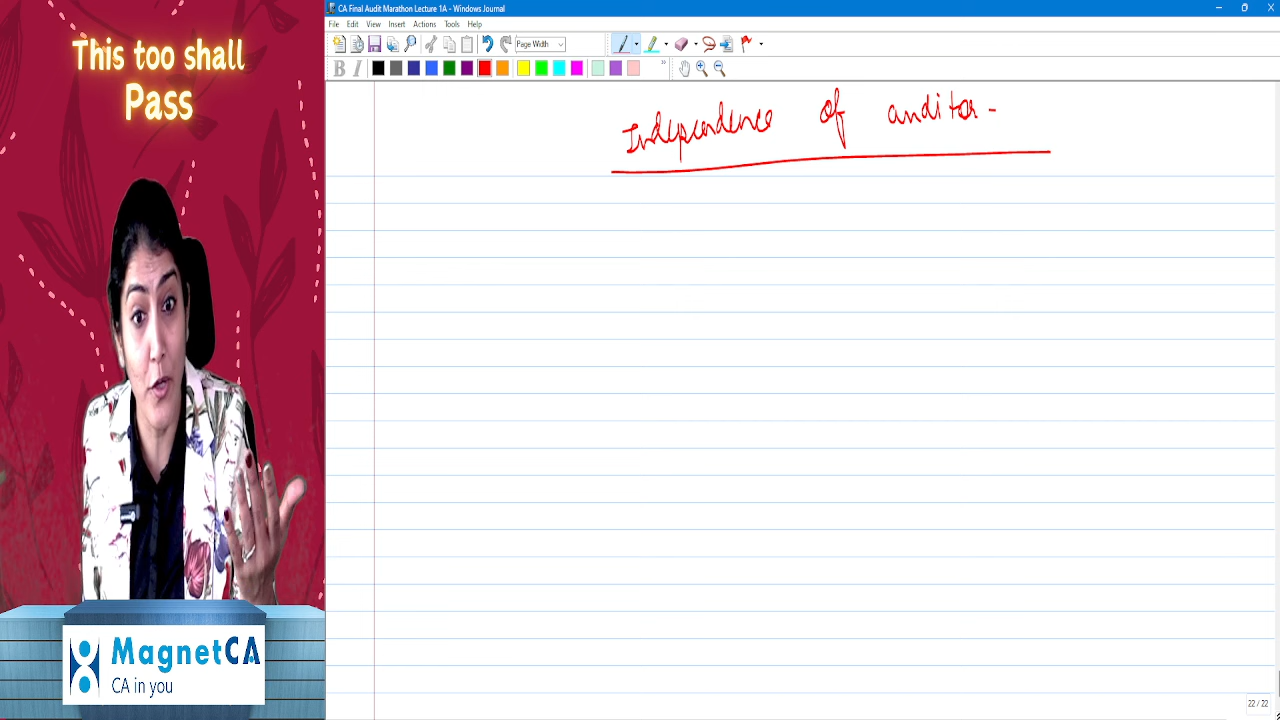 CA Final Audit Marathon Lecture 1A - Windows Journal
File Edit View Insert Actions Tools Help
Page Width
B I
This too shall
Pass
Independence of auditor -
MagnetCA
CA in you
22 / 22